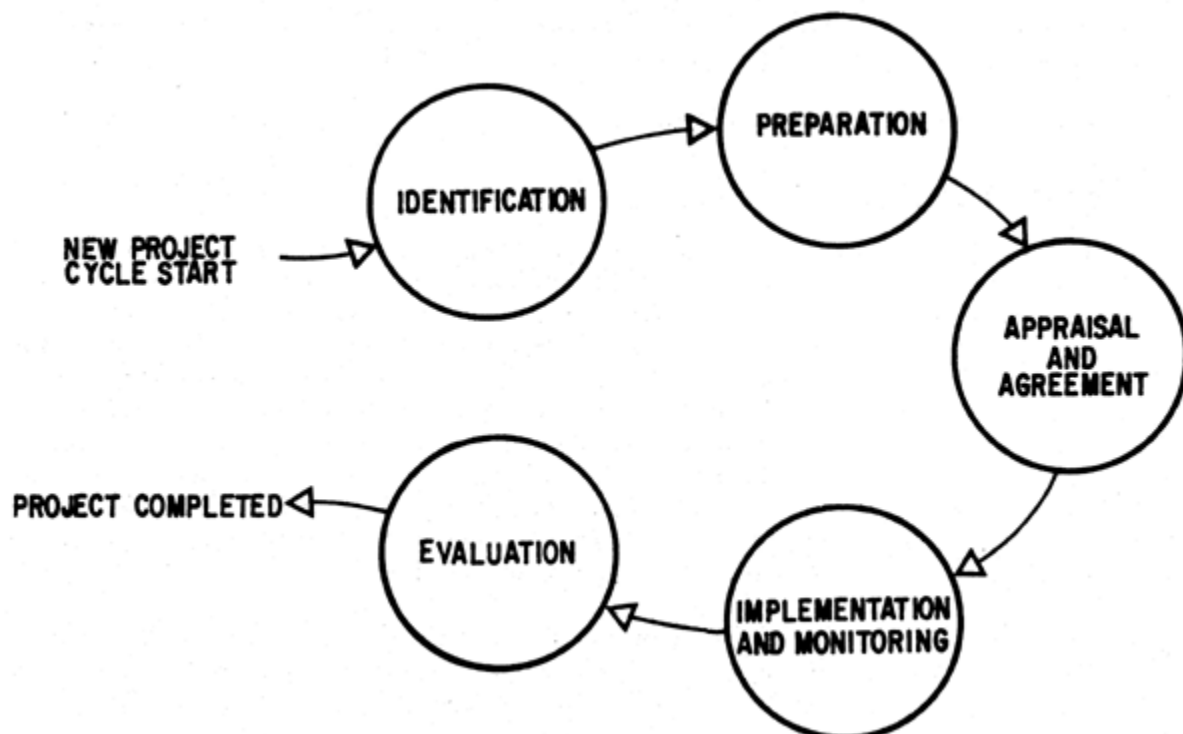 NEW PROJECT
CYCLE START
IDENTIFICATION
PREPARATION
APPRAISAL
AND
AGREEMENT
IMPLEMENTATION
AND MONITORING
EVALUATION
PROJECT COMPLETED